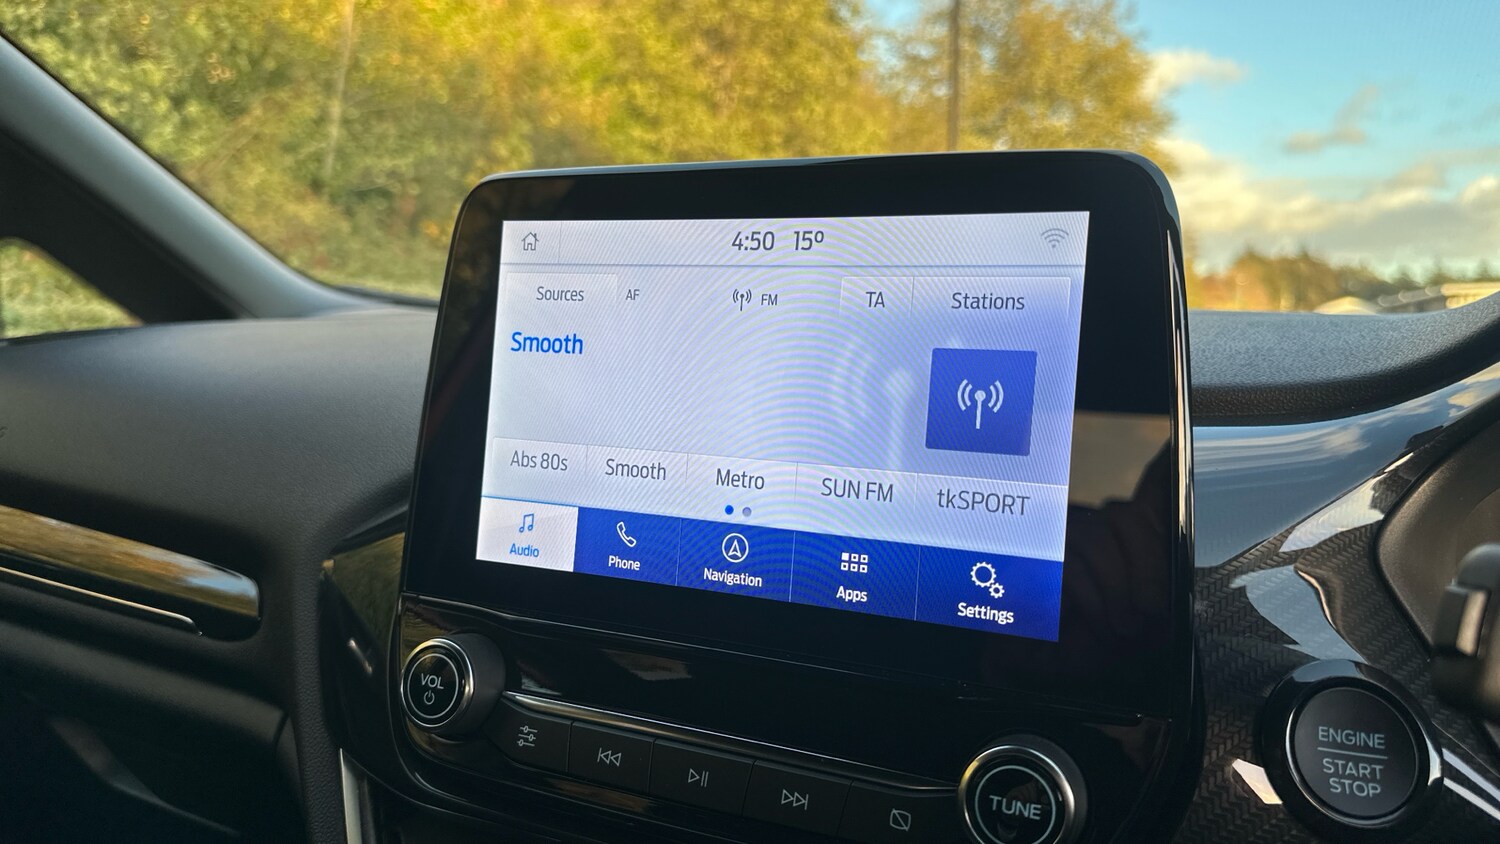 4:50 15º
Sources AF FM TA Stations
Smooth
Abs 80s Smooth Metro SUN FM tkSPORT
Audio Phone Navigation Apps Settings
VOL
TUNE
ENGINE
START
STOP